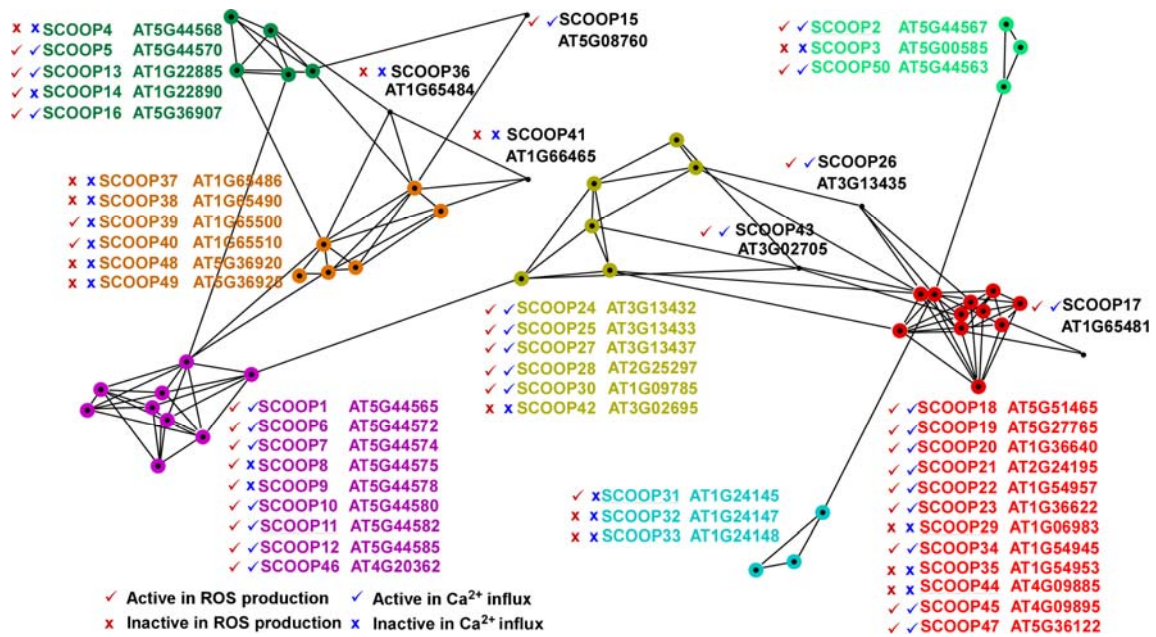 x x SCOOP4 AT5G44568
✓ ✓ SCOOP5 AT5G44570
✓ ✓ SCOOP13 AT1G22885
✓ x SCOOP14 AT1G22890
✓ ✓ SCOOP16 AT5G36907
✓ ✓ SCOOP15
AT5G08760
x x SCOOP36
AT1G65484
x x SCOOP41
AT1G66465
✓ ✓ SCOOP2 AT5G44567
x x SCOOP3 AT5G00585
✓ ✓ SCOOP50 AT5G44563
x x SCOOP37 AT1G65486
x x SCOOP38 AT1G65490
✓ x SCOOP39 AT1G65500
✓ x SCOOP40 AT1G65510
x x SCOOP48 AT5G36920
x x SCOOP49 AT5G36925
✓ ✓ SCOOP26
AT3G13435
✓ ✓ SCOOP43
AT3G02705
✓ ✓ SCOOP17
AT1G65481
✓ ✓ SCOOP24 AT3G13432
✓ ✓ SCOOP25 AT3G13433
✓ ✓ SCOOP27 AT3G13437
✓ ✓ SCOOP28 AT2G25297
✓ ✓ SCOOP30 AT1G09785
x x SCOOP42 AT3G02695
✓ ✓ SCOOP1 AT5G44565
✓ ✓ SCOOP6 AT5G44572
✓ ✓ SCOOP7 AT5G44574
✓ x SCOOP8 AT5G44575
✓ x SCOOP9 AT5G44578
✓ ✓ SCOOP10 AT5G44580
✓ ✓ SCOOP11 AT5G44582
✓ ✓ SCOOP12 AT5G44585
✓ ✓ SCOOP46 AT4G20362
✓ x SCOOP31 AT1G24145
x x SCOOP32 AT1G24147
x x SCOOP33 AT1G24148
✓ ✓ SCOOP18 AT5G51465
✓ ✓ SCOOP19 AT5G27765
✓ ✓ SCOOP20 AT1G36640
✓ ✓ SCOOP21 AT2G24195
✓ ✓ SCOOP22 AT1G54957
✓ ✓ SCOOP23 AT1G36622
x x SCOOP29 AT1G06983
✓ ✓ SCOOP34 AT1G54945
x x SCOOP35 AT1G54953
x x SCOOP44 AT4G09885
✓ ✓ SCOOP45 AT4G09895
✓ ✓ SCOOP47 AT5G36122
✓ Active in ROS production ✓ Active in Ca²⁺ influx
x Inactive in ROS production x Inactive in Ca²⁺ influx